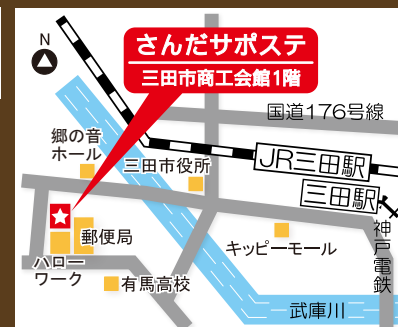 N
さんだサポステ
三田市商工会館1階
国道176号線
郷の音
ホール
三田市役所
JR三田駅
三田駅
神戸電鉄
郵便局
キッピーモール
ハロー
ワーク
有馬高校
武庫川